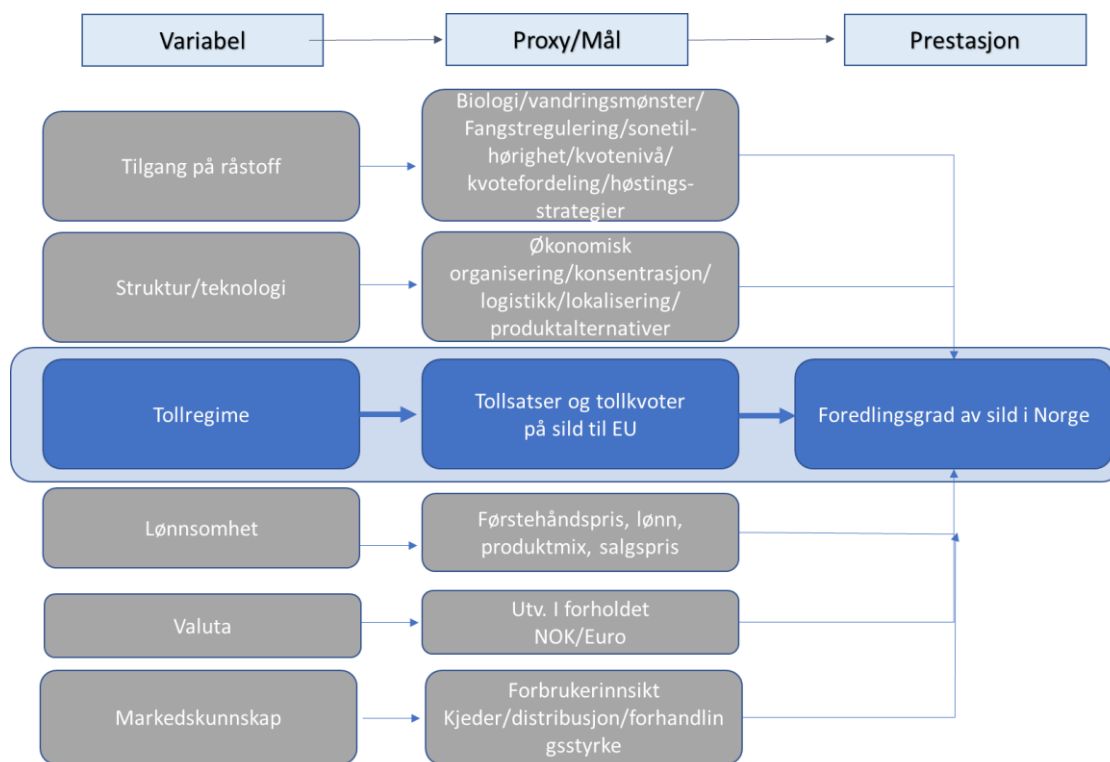 Variabel
Proxy/Mål
Prestasjon
Tilgang på råstoff
Biologi/vandringsmønster/
Fangstregulering/sonetil-
hørighet/kvotenivå/
kvotefordeling/høstings-
strategier
Struktur/teknologi
Økonomisk
organisering/konsentrasjon/
logistikk/lokalisering/
produktalternativer
Tollregime
Tollsatser og tollkvoter
på sild til EU
Foredlingsgrad av sild i Norge
Lønnsomhet
Førstehåndspris, lønn,
produktmix, salgspris
Valuta
Utv. I forholdet
NOK/Euro
Markedskunnskap
Forbrukerinnsikt
Kjeder/distribusjon/forhandlin
gsstyrke